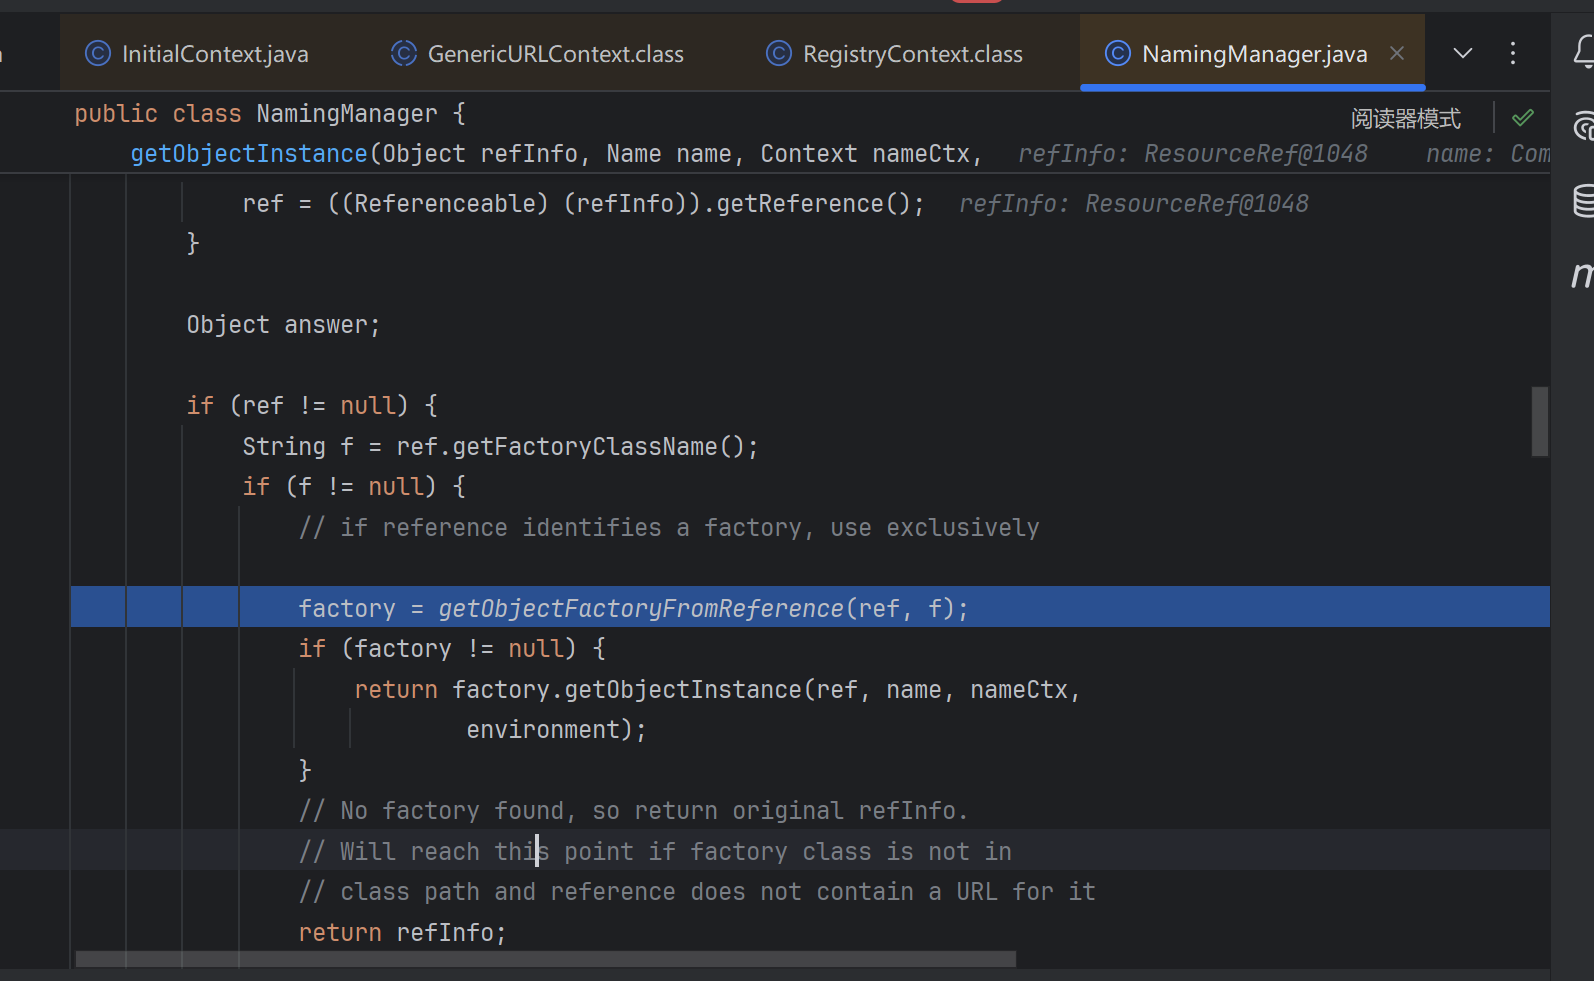 InitialContext.java GenericURLContext.class RegistryContext.class NamingManager.java
public class NamingManager {
阅读器模式
getObjectInstance(Object refInfo, Name name, Context nameCtx, refInfo: ResourceRef@1048 name: Com
ref = ((Referenceable) (refInfo)).getReference(); refInfo: ResourceRef@1048
}
Object answer;
if (ref != null) {
String f = ref.getFactoryClassName();
if (f != null) {
// if reference identifies a factory, use exclusively
factory = getObjectFactoryFromReference(ref, f);
if (factory != null) {
return factory.getObjectInstance(ref, name, nameCtx,
environment);
}
// No factory found, so return original refInfo.
// Will reach this point if factory class is not in
// class path and reference does not contain a URL for it
return refInfo;